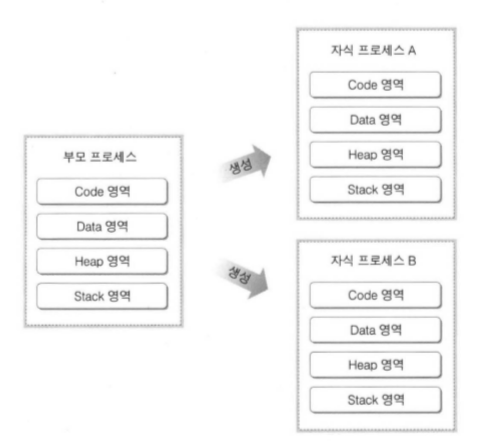 부모 프로세스
Code 영역
Data 영역
Heap 영역
Stack 영역
생성
생성
자식 프로세스 A
Code 영역
Data 영역
Heap 영역
Stack 영역
자식 프로세스 B
Code 영역
Data 영역
Heap 영역
Stack 영역